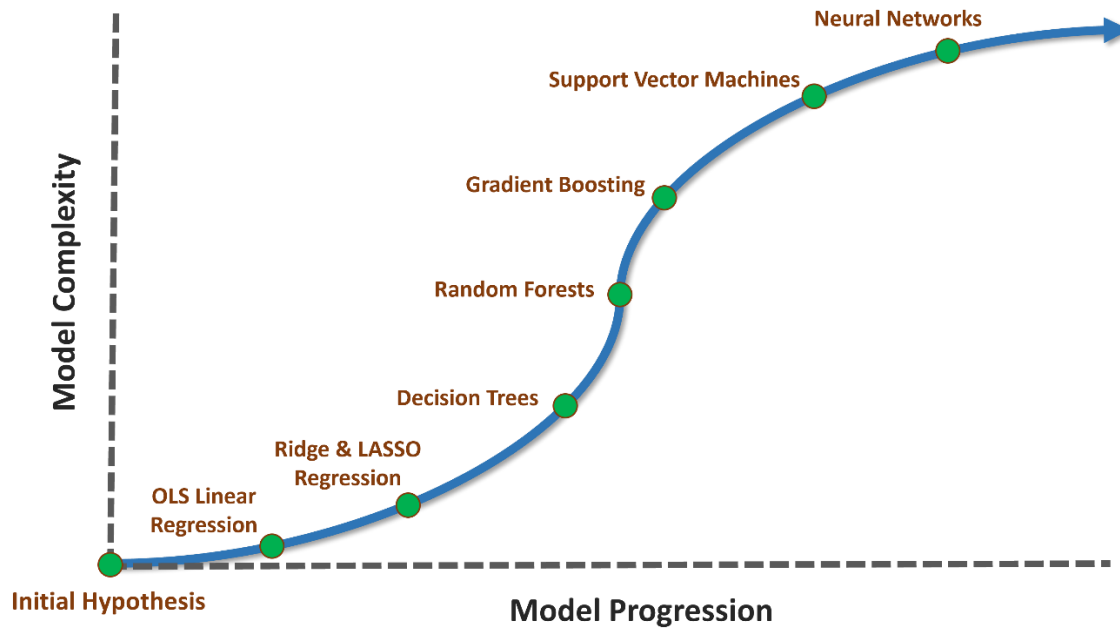 Neural Networks
Support Vector Machines
Gradient Boosting
Random Forests
Decision Trees
Ridge & LASSO
Regression
OLS Linear
Regression
Initial Hypothesis
Model Complexity
Model Progression